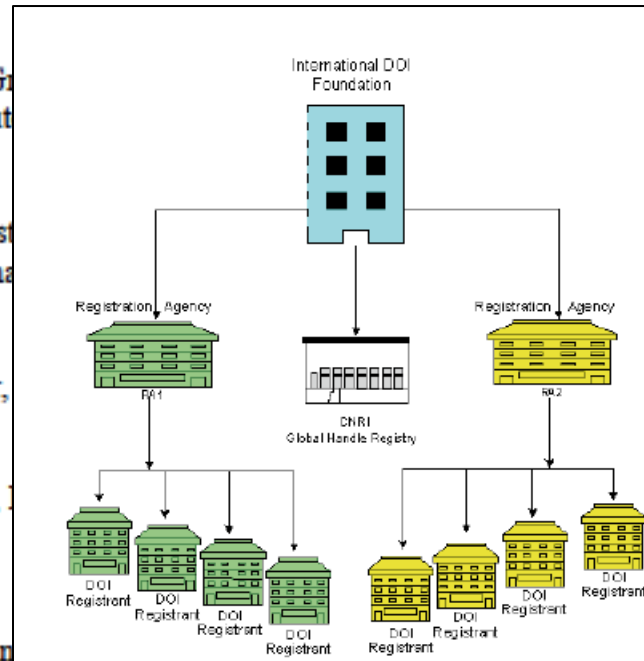 International DOI
Foundation
Registration Agency
Registration Agency
RA1
RA2
CNRI
Global Handle Registry
DOI
Registrant
DOI
Registrant
DOI
Registrant
DOI
Registrant
DOI
Registrant
DOI
Registrant
DOI
Registrant
DOI
Registrant